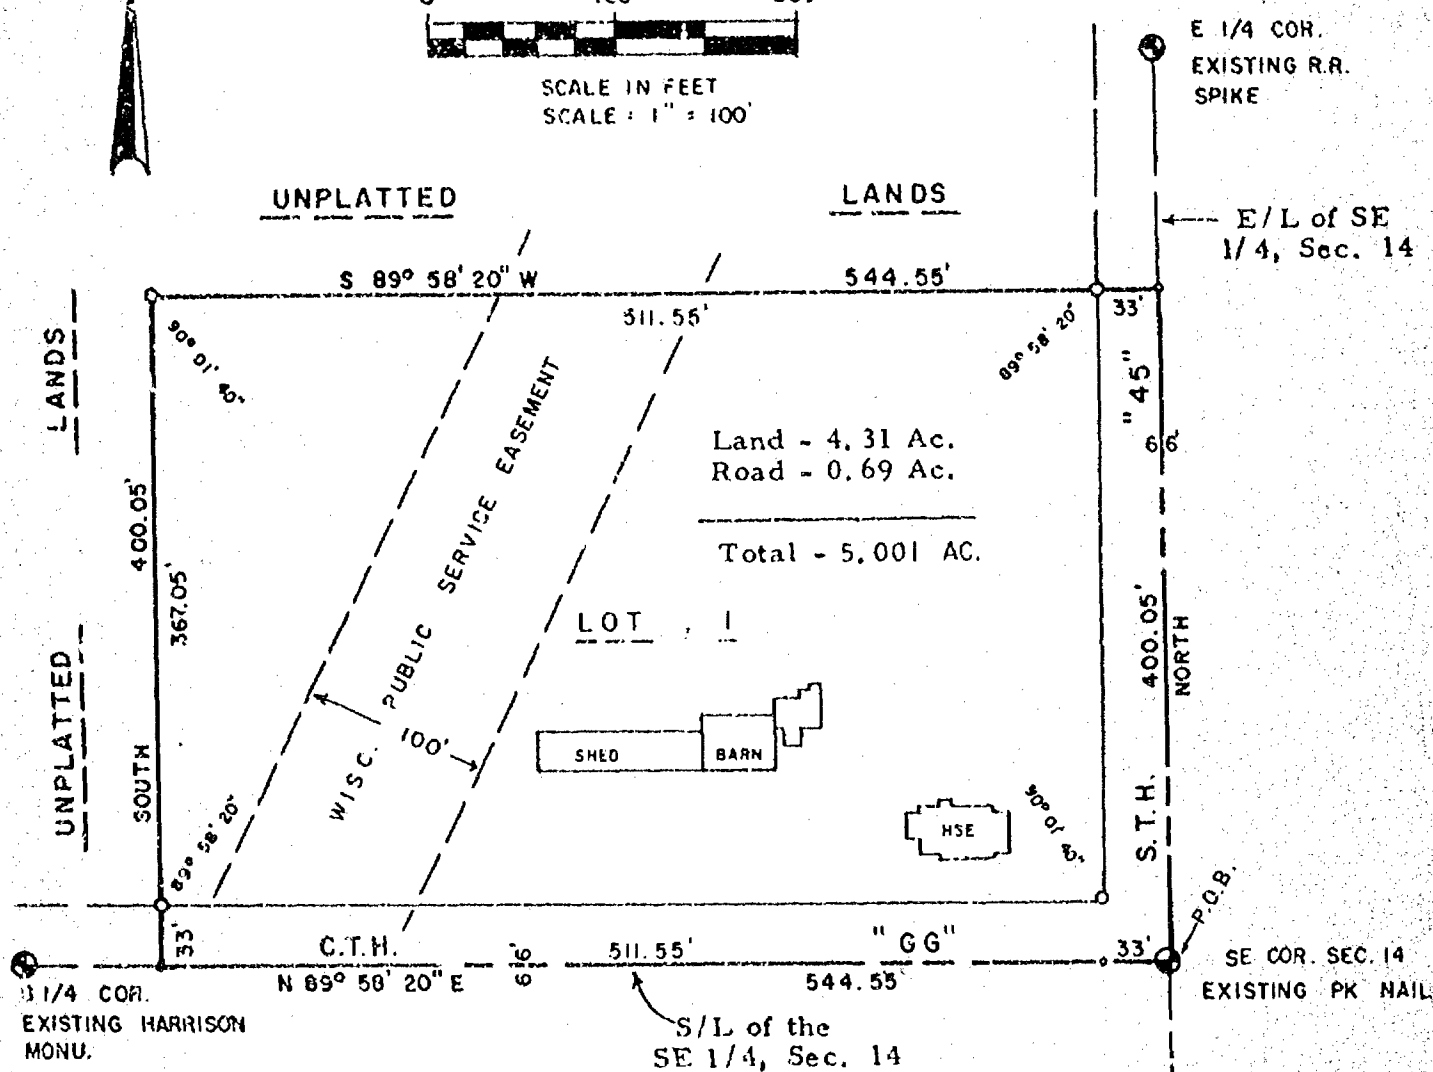 SCALE IN FEET
SCALE : 1" = 100'
E 1/4 COR.
EXISTING R.R.
SPIKE
UNPLATTED LANDS
E/L of SE
1/4, Sec. 14
S 89° 58' 20" W
544.55'
511.55'
33'
90° 01' 40"
89° 58' 20"
LANDS
UNPLATTED
"45"
66'
Land - 4.31 Ac.
Road - 0.69 Ac.
Total - 5.001 AC.
WISC. PUBLIC SERVICE EASEMENT
100'
400.05'
367.05'
SOUTH
LOT 1
SHED
BARN
HSE
400.05'
NORTH
S.T.H.
89° 58' 20"
90° 01' 40"
P.O.B.
33'
C.T.H.
66'
511.55'
"GG"
33'
N 89° 58' 20" E
544.55'
SE COR. SEC. 14
EXISTING PK NAIL
1/4 COR.
EXISTING HARRISON
MONU.
S/L of the
SE 1/4, Sec. 14